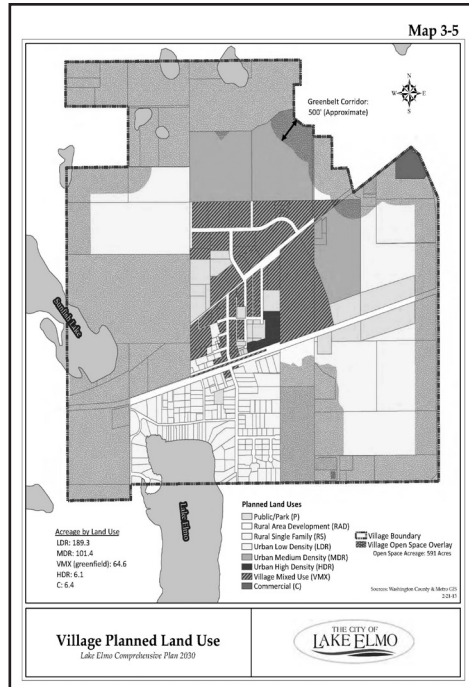 Map 3-5
Greenbelt Corridor:
500' (Approximate)
N
W
E
S
Sunfish Lake
Lake Elmo
Acreage by Land Use
LDR: 189.3
MDR: 101.4
VMX (greenfield): 64.6
HDR: 6.1
C: 6.4
Planned Land Uses
Public/Park (P)
Rural Area Development (RAD)
Rural Single Family (RS)
Urban Low Density (LDR)
Urban Medium Density (MDR)
Urban High Density (HDR)
Village Mixed Use (VMX)
Commercial (C)
Village Boundary
Village Open Space Overlay
Open Space Acreage: 591 Acres
Sources: Washington County & Metro GIS
2-21-13
Village Planned Land Use
Lake Elmo Comprehensive Plan 2030
THE CITY OF
LAKE ELMO